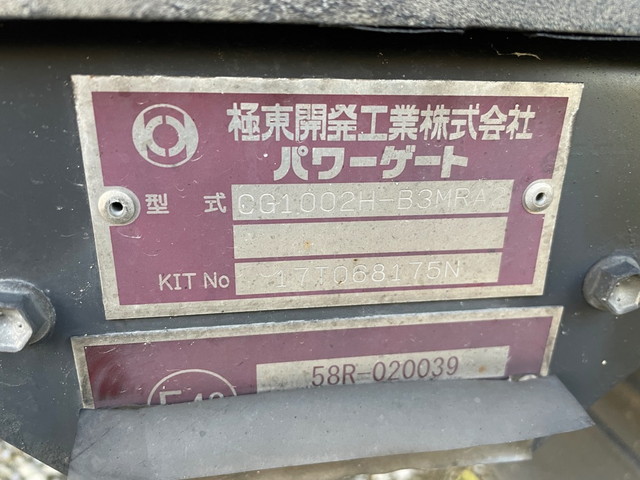 極東開発工業株式会社
パワーゲート
型 式 CG1002H-B3MRA2
KIT No 17T068175N
58R-020039